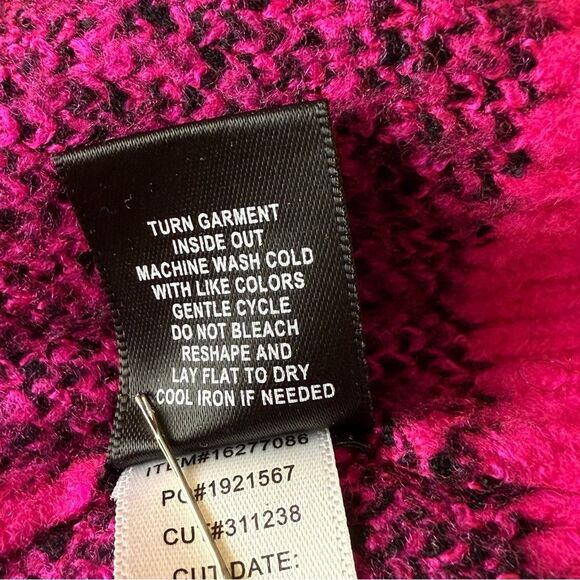 TURN GARMENT
INSIDE OUT
MACHINE WASH COLD
WITH LIKE COLORS
GENTLE CYCLE
DO NOT BLEACH
RESHAPE AND
LAY FLAT TO DRY
COOL IRON IF NEEDED
ITEM#16277086
PO#1921567
CUT#311238
CUT DATE: